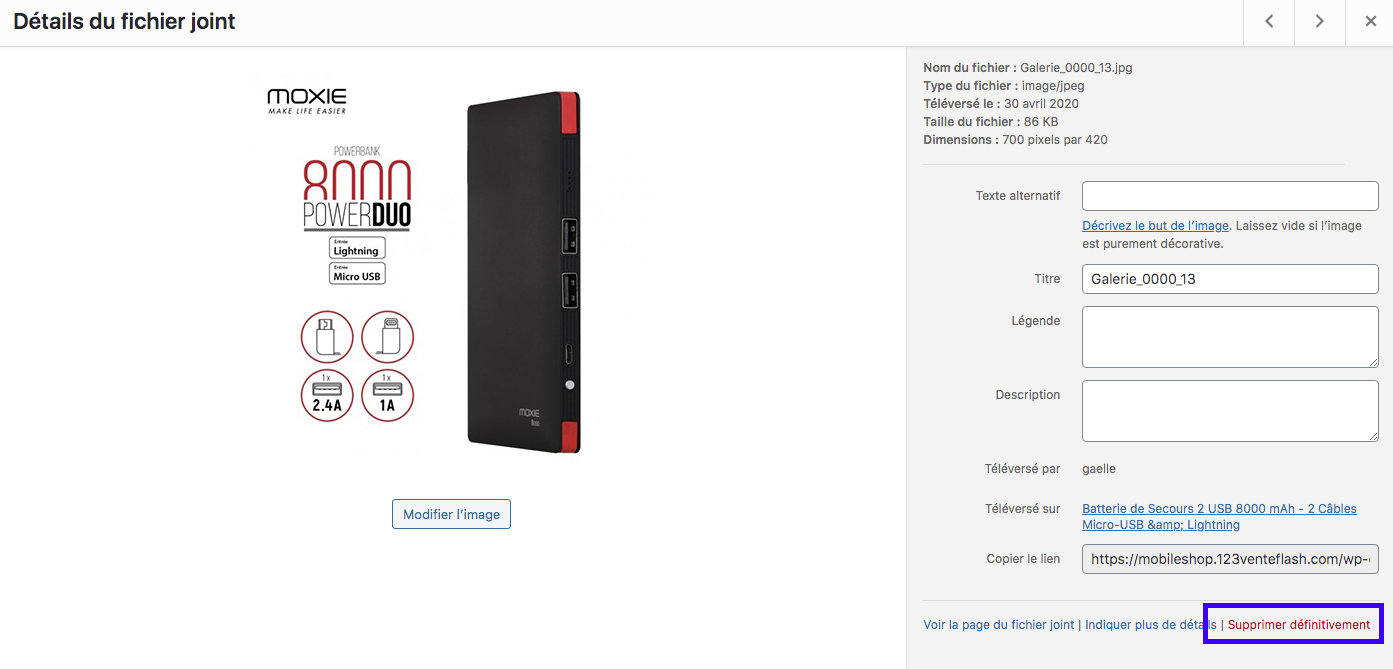 Détails du fichier joint
MOXIE
MAKE LIFE EASIER
POWERBANK
8000
POWERDUO
Entrée
Lightning
Entrée
Micro USB
1x
2.4A
1x
1A
MOXIE
Modifier l’image
Nom du fichier : Galerie_0000_13.jpg
Type du fichier : image/jpeg
Téléversé le : 30 avril 2020
Taille du fichier : 86 KB
Dimensions : 700 pixels par 420
Texte alternatif
Décrivez le but de l’image. Laissez vide si l’image
est purement décorative.
Titre
Galerie_0000_13
Légende
Description
Téléversé par gaelle
Téléversé sur Batterie de Secours 2 USB 8000 mAh - 2 Câbles
Micro-USB &amp; Lightning
Copier le lien https://mobileshop.123venteflash.com/wp-
Voir la page du fichier joint | Indiquer plus de détails | Supprimer définitivement